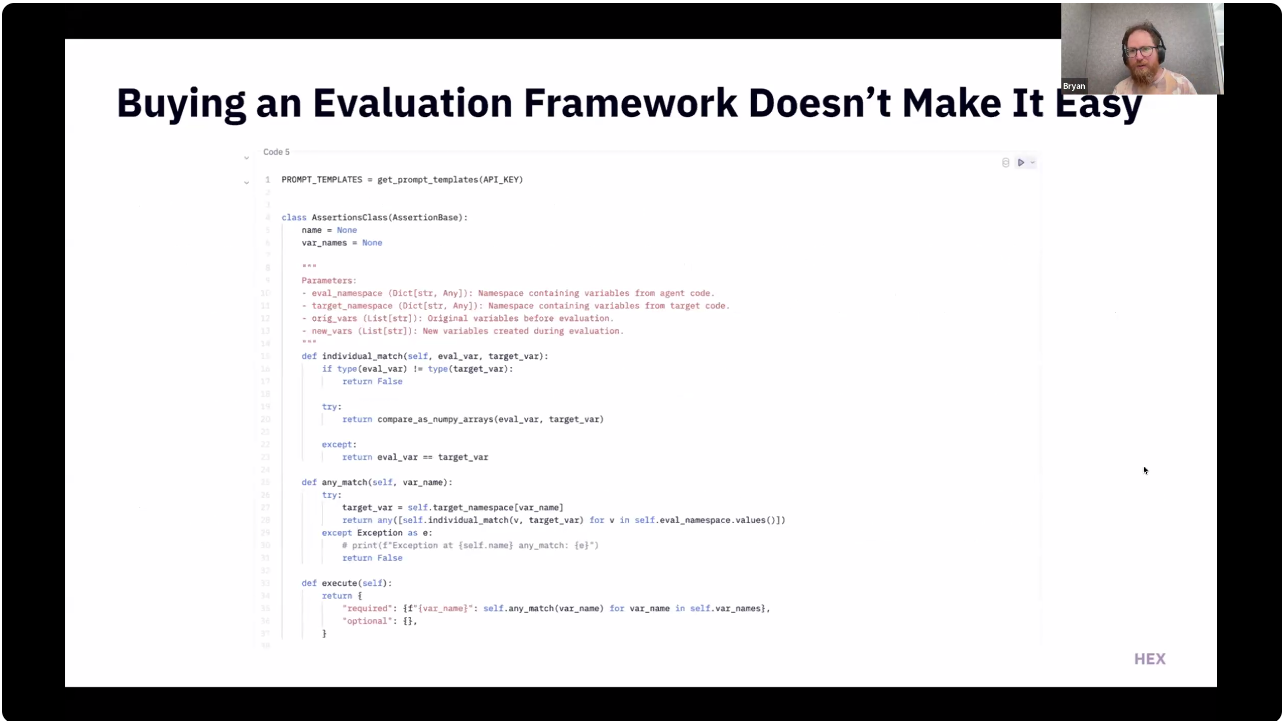 Bryan
Buying an Evaluation Framework Doesn’t Make It Easy
Code 5
1 PROMPT_TEMPLATES = get_prompt_templates(API_KEY)
2
3
4 class AssertionsClass(AssertionBase):
5 name = None
6 var_names = None
7
8 """
9 Parameters:
10 - eval_namespace (Dict[str, Any]): Namespace containing variables from agent code.
11 - target_namespace (Dict[str, Any]): Namespace containing variables from target code.
12 - orig_vars (List[str]): Original variables before evaluation.
13 - new_vars (List[str]): New variables created during evaluation.
14 """
15 def individual_match(self, eval_var, target_var):
16 if type(eval_var) != type(target_var):
17 return False
18
19 try:
20 return compare_as_numpy_arrays(eval_var, target_var)
21
22 except:
23 return eval_var == target_var
24
25 def any_match(self, var_name):
26 try:
27 target_var = self.target_namespace[var_name]
28 return any([self.individual_match(v, target_var) for v in self.eval_namespace.values()])
29 except Exception as e:
30 # print(f"Exception at {self.name} any_match: {e}")
31 return False
32
33 def execute(self):
34 return {
35 "required": {f"{var_name}": self.any_match(var_name) for var_name in self.var_names},
36 "optional": {},
37 }
38
HEX